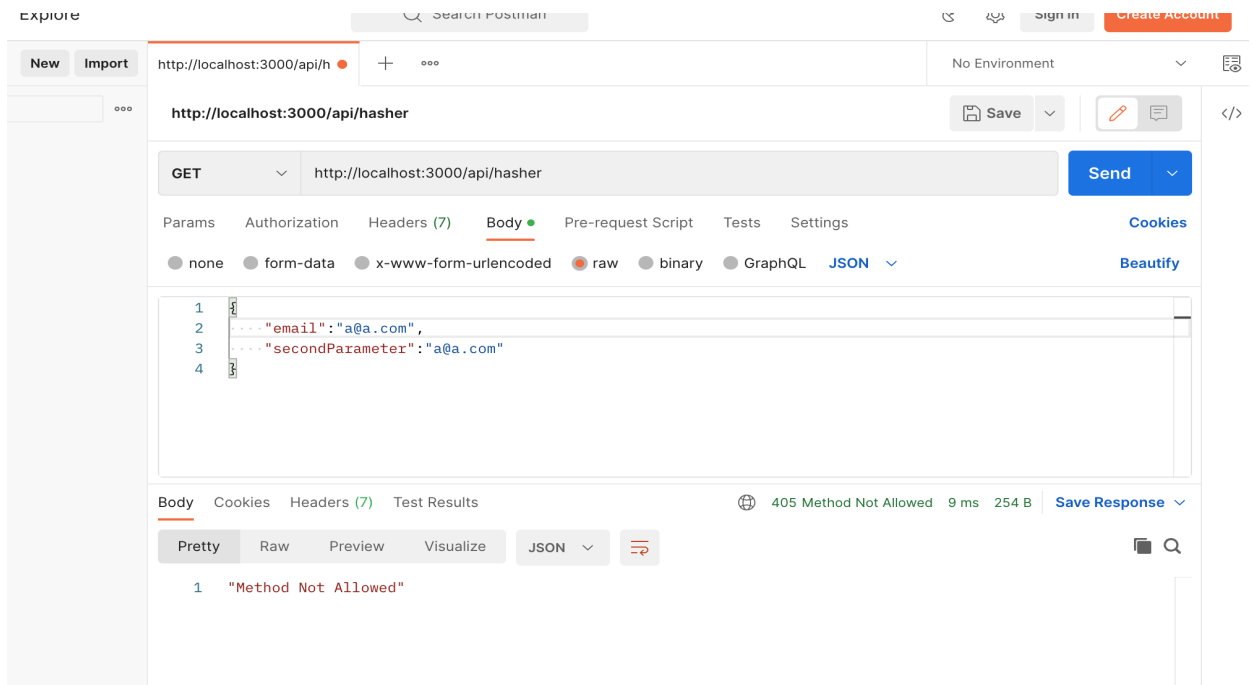 Explore
Search Postman
Sign In
Create Account
New
Import
http://localhost:3000/api/h
No Environment
http://localhost:3000/api/hasher
Save
GET
http://localhost:3000/api/hasher
Send
Params Authorization Headers (7) Body Pre-request Script Tests Settings Cookies
none form-data x-www-form-urlencoded raw binary GraphQL JSON Beautify
1 {
2 ····"email":"a@a.com",
3 ····"secondParameter":"a@a.com"
4 }
Body Cookies Headers (7) Test Results 405 Method Not Allowed 9 ms 254 B Save Response
Pretty Raw Preview Visualize JSON
1 "Method Not Allowed"